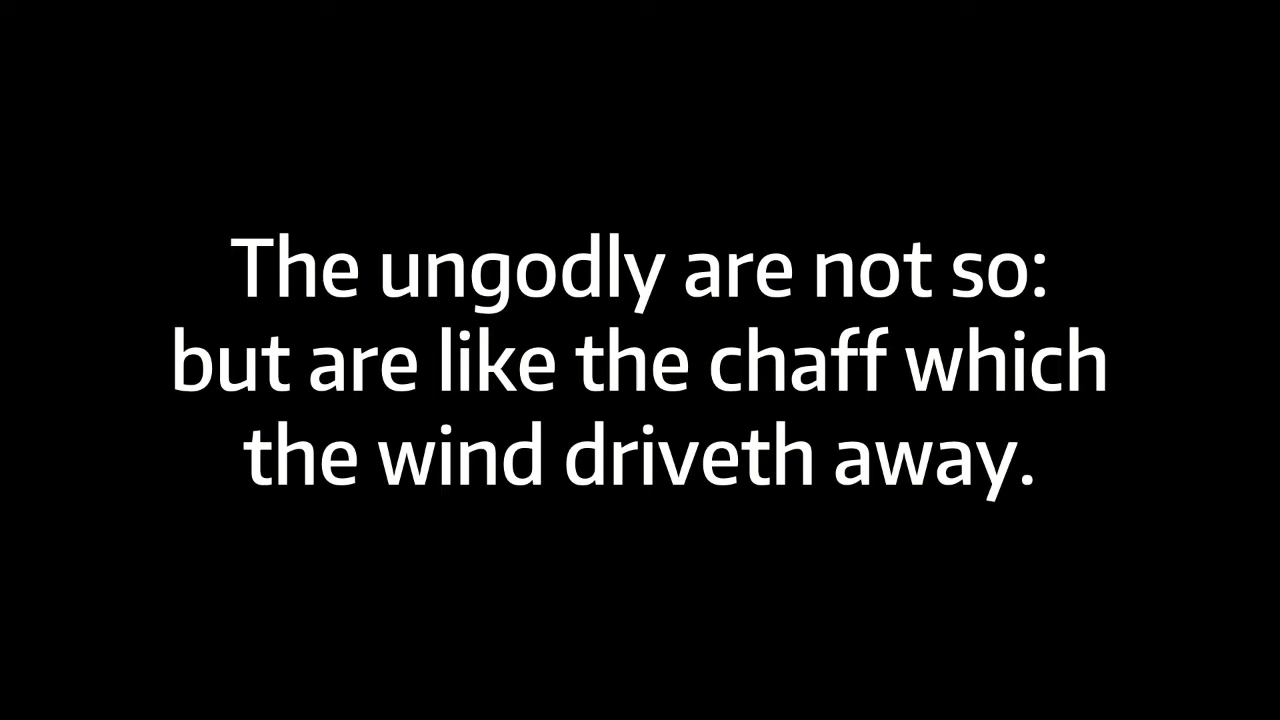 The ungodly are not so:
but are like the chaff which
the wind driveth away.